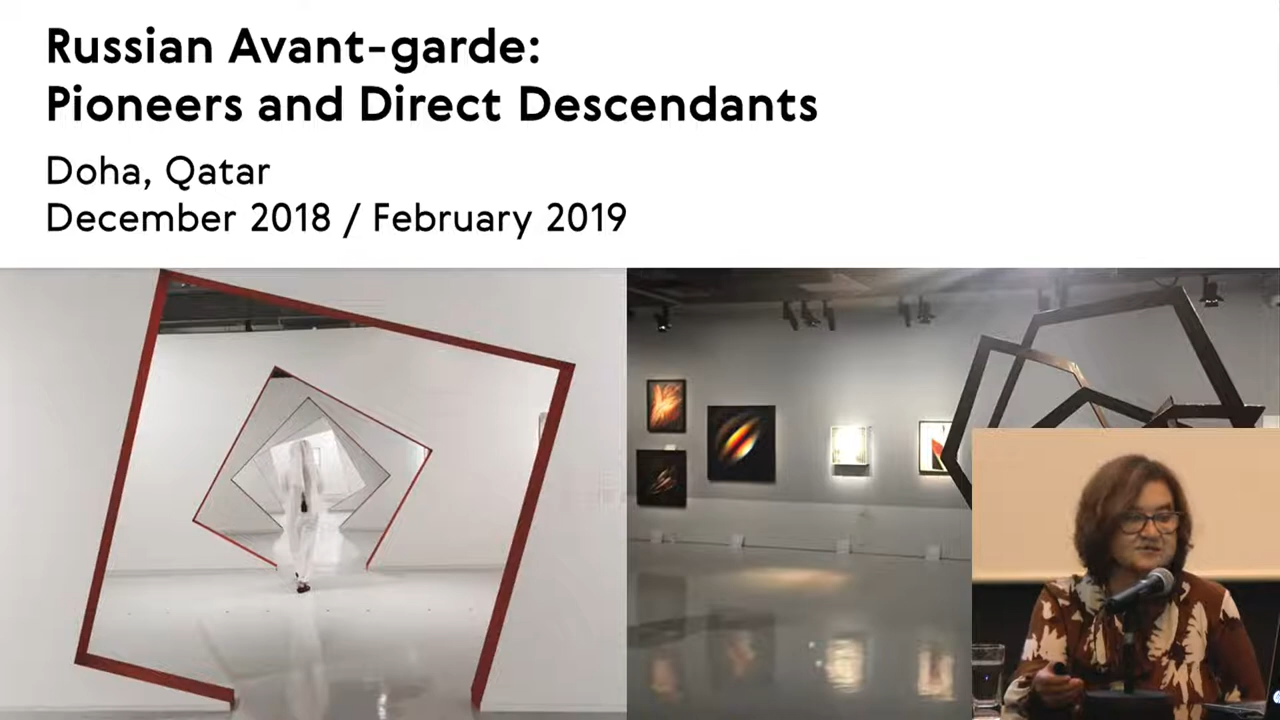 Russian Avant-garde:
Pioneers and Direct Descendants
Doha, Qatar
December 2018 / February 2019